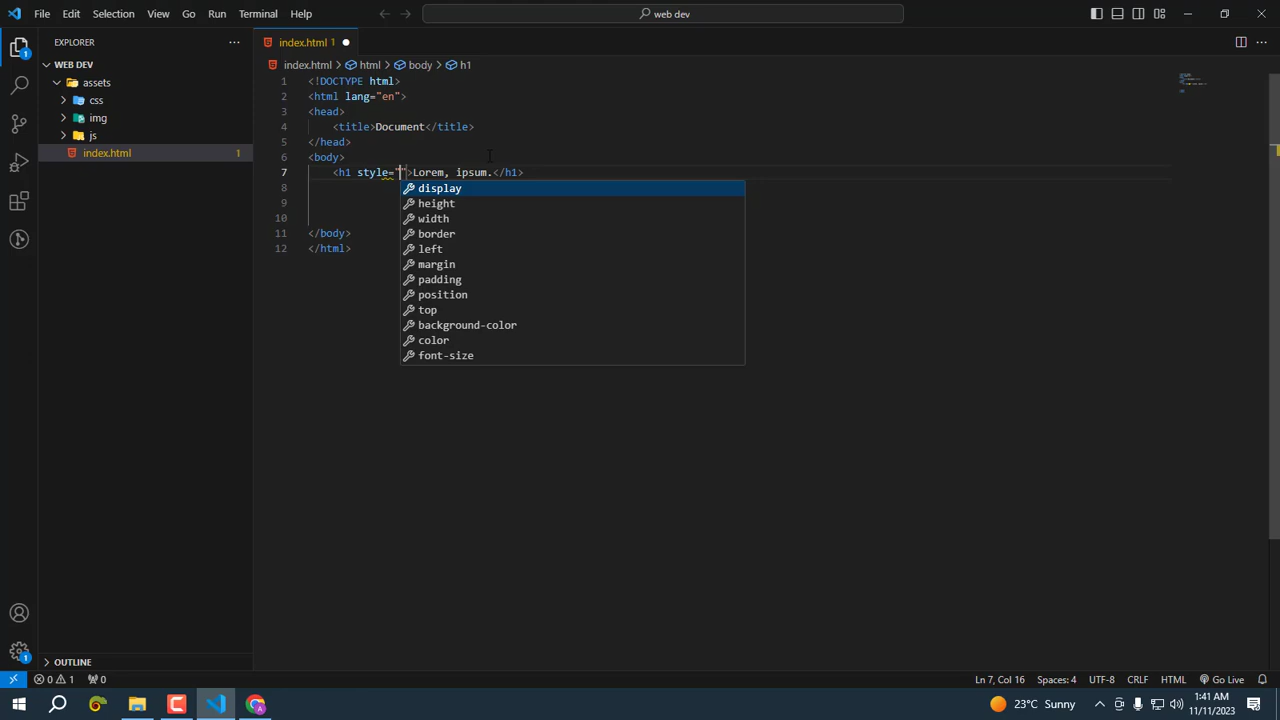 File Edit Selection View Go Run Terminal Help
web dev
EXPLORER
index.html 1
WEB DEV
index.html > html > body > h1
assets
css
img
js
index.html 1
1 <!DOCTYPE html>
2 <html lang="en">
3 <head>
4 <title>Document</title>
5 </head>
6 <body>
7 <h1 style="">Lorem, ipsum.</h1>
8
9
10
11 </body>
12 </html>
display
height
width
border
left
margin
padding
position
top
background-color
color
font-size
1
1
OUTLINE
0 1 0
Ln 7, Col 16 Spaces: 4 UTF-8 CRLF HTML Go Live
23°C Sunny
1:41 AM
11/11/2023